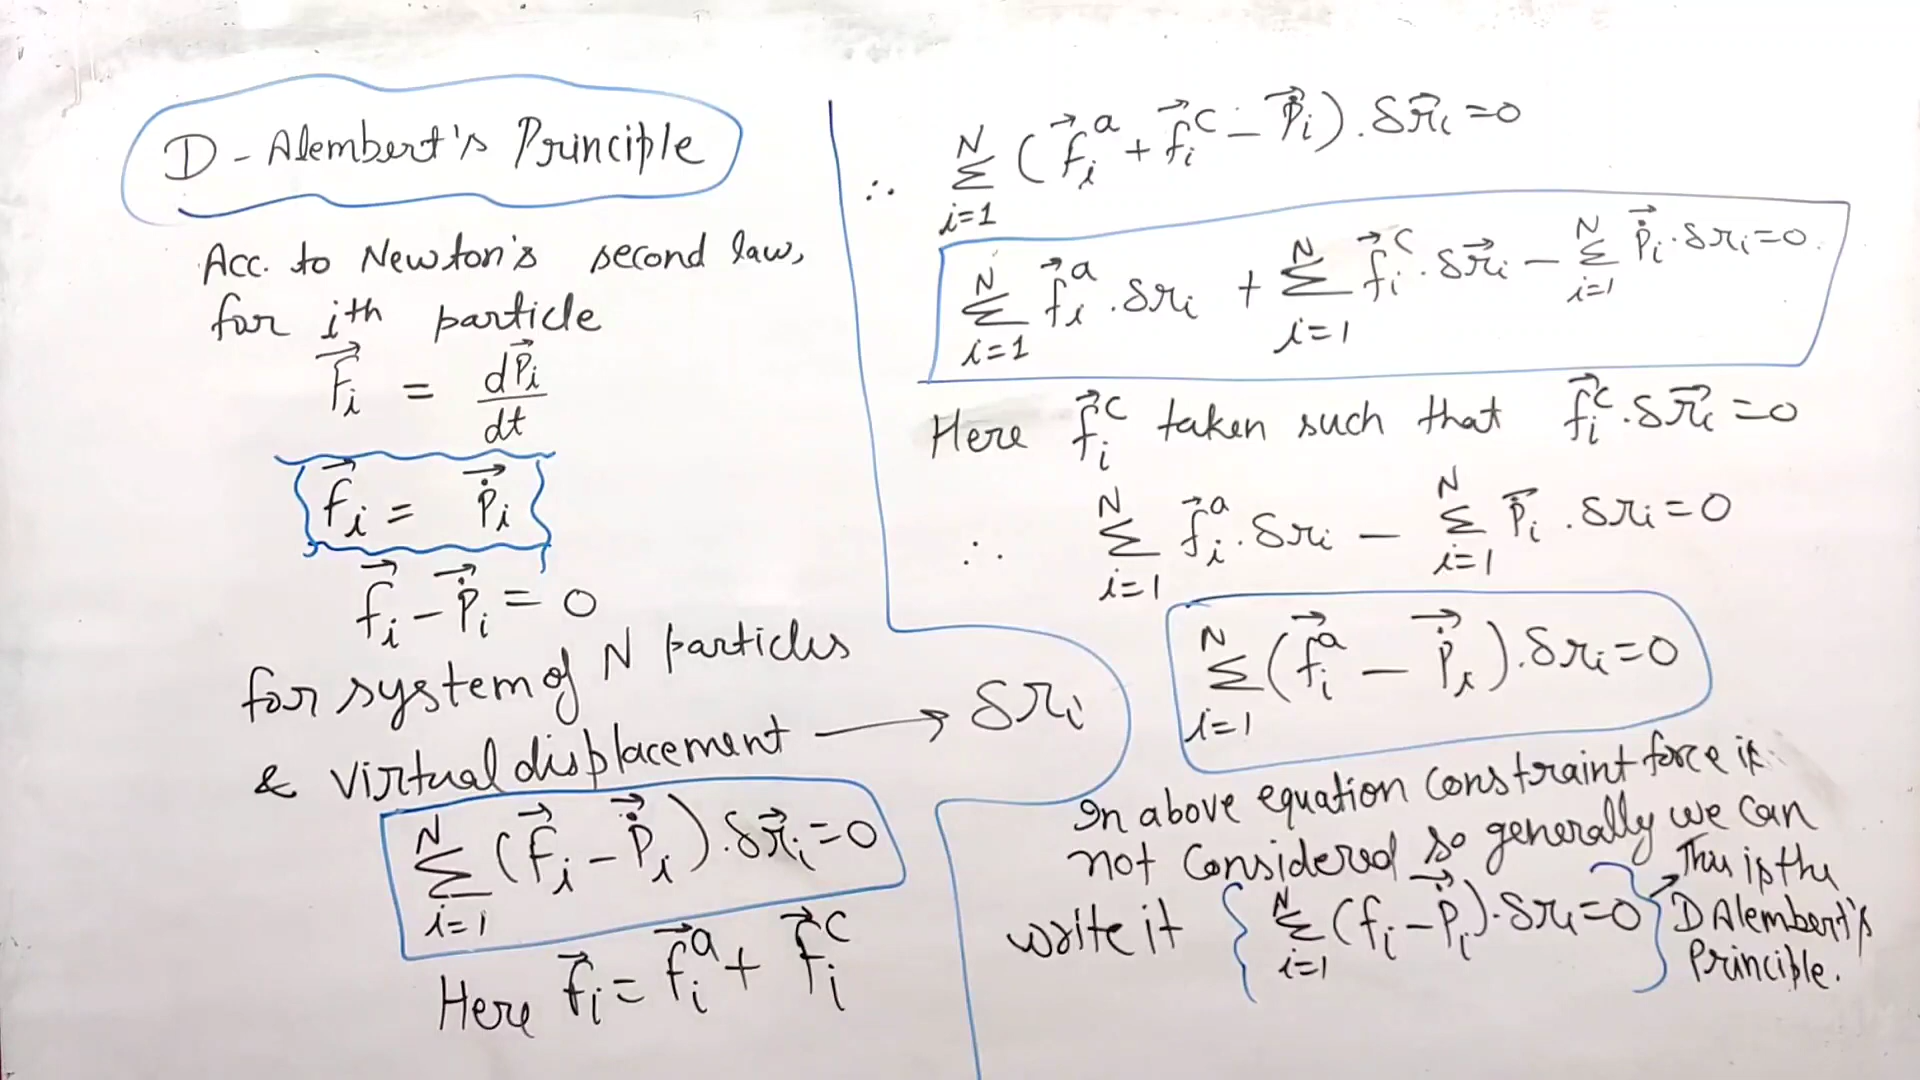 D-Alembert's Principle
Acc. to Newton's second law,
for ith particle
F⃗ᵢ = dP⃗ᵢ/dt
f⃗ᵢ = ṗ⃗ᵢ
f⃗ᵢ - ṗ⃗ᵢ = 0
for system of N particles
& virtual displacement → δrᵢ
∑ᵢ₌₁ᴺ (f⃗ᵢ - ṗ⃗ᵢ).δr⃗ᵢ = 0
Here f⃗ᵢ = f⃗ᵢᵃ + f⃗ᵢᶜ
∴ ∑ᵢ₌₁ᴺ (f⃗ᵢᵃ + f⃗ᵢᶜ - ṗ⃗ᵢ).δr⃗ᵢ = 0
∑ᵢ₌₁ᴺ f⃗ᵢᵃ.δrᵢ + ∑ᵢ₌₁ᴺ f⃗ᵢᶜ.δr⃗ᵢ - ∑ᵢ₌₁ᴺ ṗ⃗ᵢ.δrᵢ = 0.
Here f⃗ᵢᶜ taken such that f⃗ᵢᶜ.δr⃗ᵢ = 0
∴ ∑ᵢ₌₁ᴺ f⃗ᵢᵃ.δrᵢ - ∑ᵢ₌₁ᴺ p⃗ᵢ.δrᵢ = 0
∑ᵢ₌₁ᴺ (f⃗ᵢᵃ - ṗ⃗ᵢ).δrᵢ = 0
In above equation constraint force is
not considered so generally we can
write it {∑ᵢ₌₁ᴺ (fᵢ - ṗ⃗ᵢ).δrᵢ = 0}
→ This is the
D Alembert's
Principle.